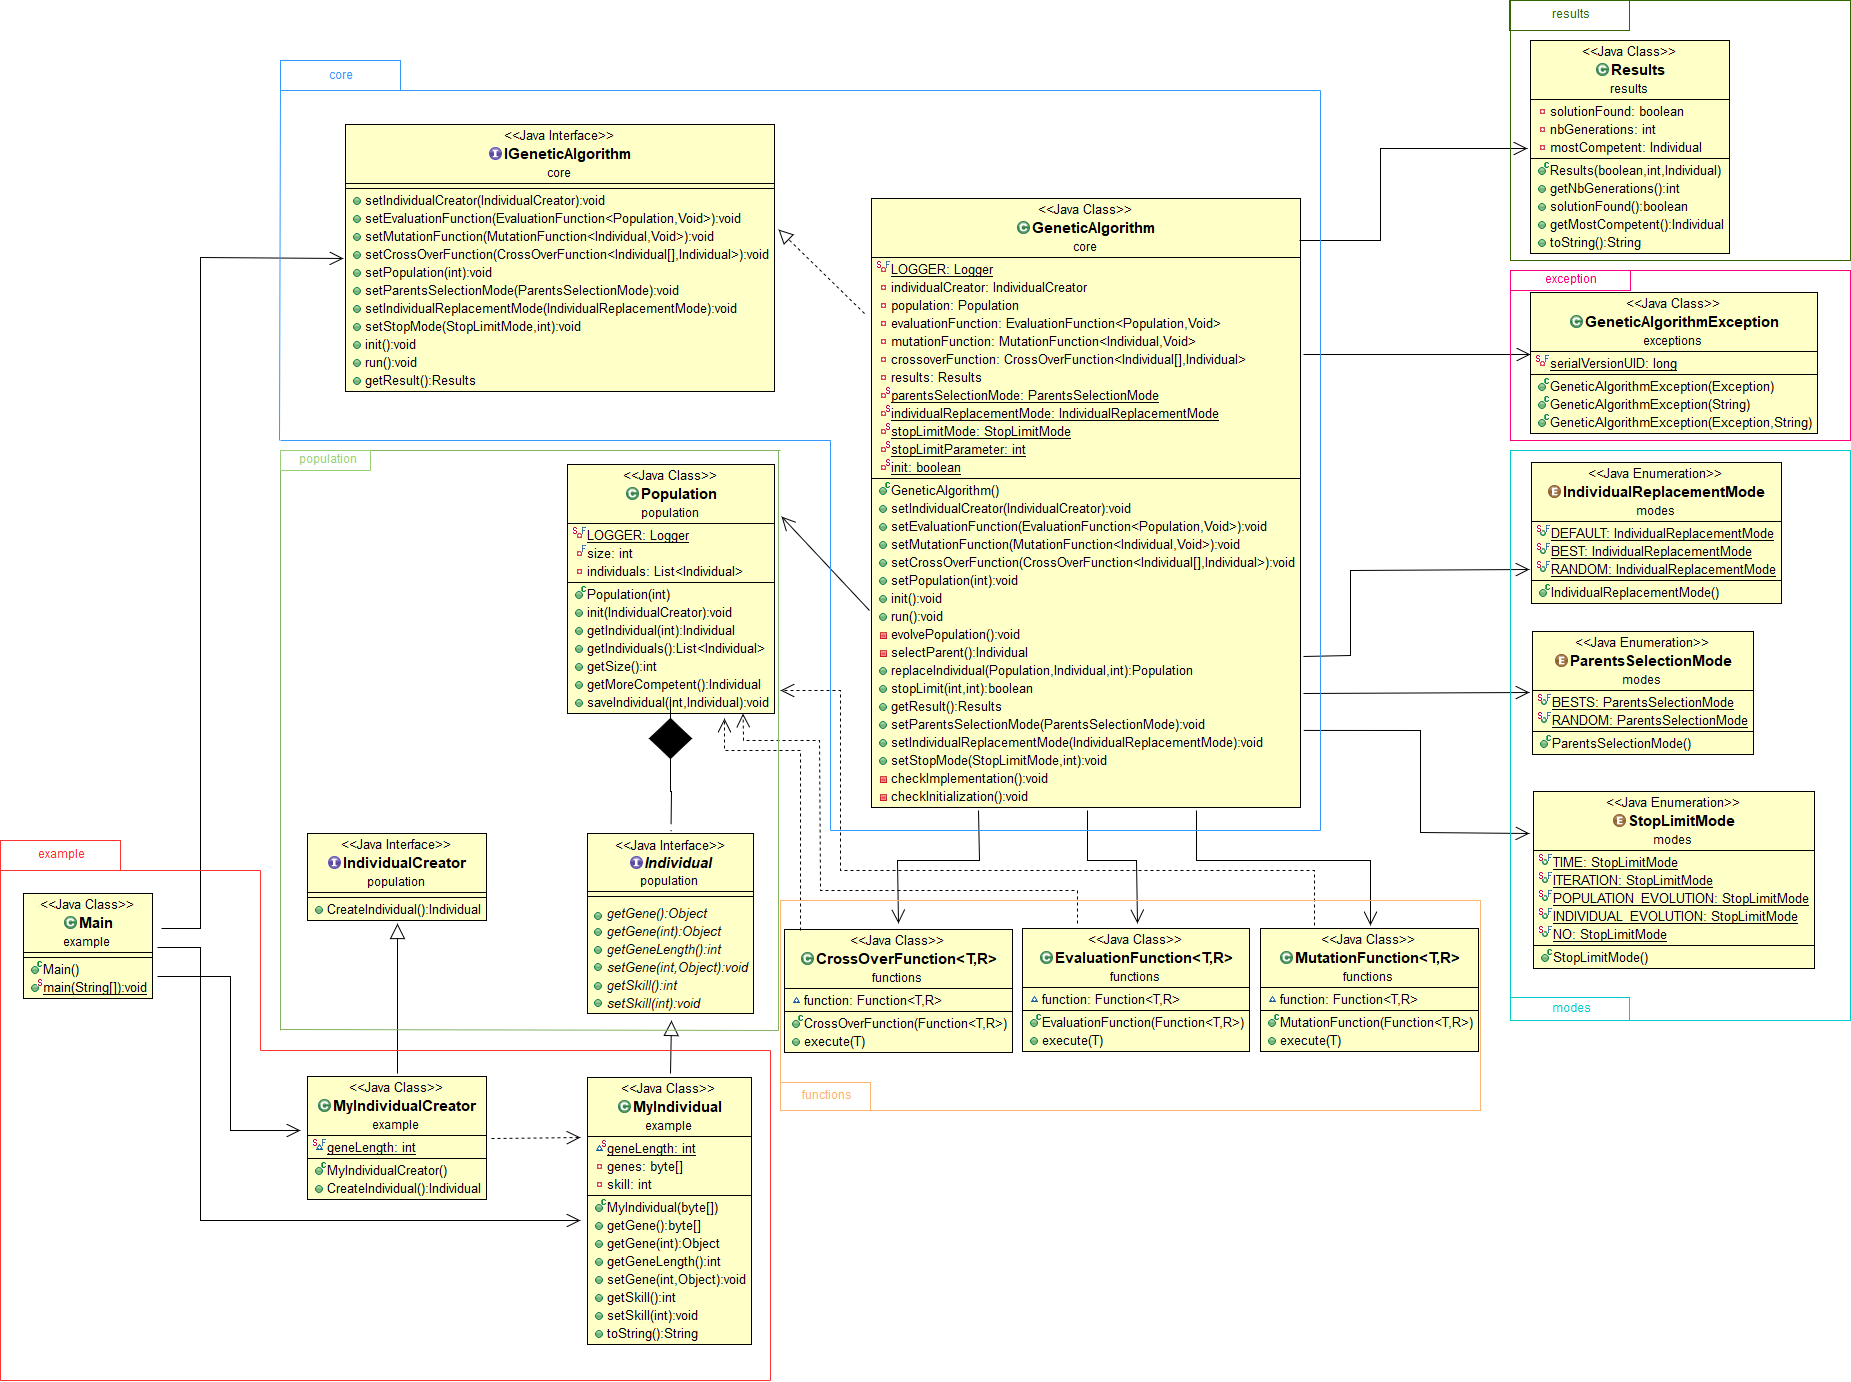 core
<<Java Interface>>
IGeneticAlgorithm
core
setIndividualCreator(IndividualCreator):void
setEvaluationFunction(EvaluationFunction<Population,Void>):void
setMutationFunction(MutationFunction<Individual,Void>):void
setCrossOverFunction(CrossOverFunction<Individual[],Individual>):void
setPopulation(int):void
setParentsSelectionMode(ParentsSelectionMode):void
setIndividualReplacementMode(IndividualReplacementMode):void
setStopMode(StopLimitMode,int):void
init():void
run():void
getResult():Results
<<Java Class>>
GeneticAlgorithm
core
LOGGER: Logger
individualCreator: IndividualCreator
population: Population
evaluationFunction: EvaluationFunction<Population,Void>
mutationFunction: MutationFunction<Individual,Void>
crossoverFunction: CrossOverFunction<Individual[],Individual>
results: Results
parentsSelectionMode: ParentsSelectionMode
individualReplacementMode: IndividualReplacementMode
stopLimitMode: StopLimitMode
stopLimitParameter: int
init: boolean
GeneticAlgorithm()
setIndividualCreator(IndividualCreator):void
setEvaluationFunction(EvaluationFunction<Population,Void>):void
setMutationFunction(MutationFunction<Individual,Void>):void
setCrossOverFunction(CrossOverFunction<Individual[],Individual>):void
setPopulation(int):void
init():void
run():void
evolvePopulation():void
selectParent():Individual
replaceIndividual(Population,Individual,int):Population
stopLimit(int,int):boolean
getResult():Results
setParentsSelectionMode(ParentsSelectionMode):void
setIndividualReplacementMode(IndividualReplacementMode):void
setStopMode(StopLimitMode,int):void
checkImplementation():void
checkInitialization():void
results
<<Java Class>>
Results
results
solutionFound: boolean
nbGenerations: int
mostCompetent: Individual
Results(boolean,int,Individual)
getNbGenerations():int
solutionFound():boolean
getMostCompetent():Individual
toString():String
exception
<<Java Class>>
GeneticAlgorithmException
exceptions
serialVersionUID: long
GeneticAlgorithmException(Exception)
GeneticAlgorithmException(String)
GeneticAlgorithmException(Exception,String)
<<Java Enumeration>>
IndividualReplacementMode
modes
DEFAULT: IndividualReplacementMode
BEST: IndividualReplacementMode
RANDOM: IndividualReplacementMode
IndividualReplacementMode()
<<Java Enumeration>>
ParentsSelectionMode
modes
BESTS: ParentsSelectionMode
RANDOM: ParentsSelectionMode
ParentsSelectionMode()
<<Java Enumeration>>
StopLimitMode
modes
TIME: StopLimitMode
ITERATION: StopLimitMode
POPULATION_EVOLUTION: StopLimitMode
INDIVIDUAL_EVOLUTION: StopLimitMode
NO: StopLimitMode
StopLimitMode()
modes
population
<<Java Class>>
Population
population
LOGGER: Logger
size: int
individuals: List<Individual>
Population(int)
init(IndividualCreator):void
getIndividual(int):Individual
getIndividuals():List<Individual>
getSize():int
getMoreCompetent():Individual
saveIndividual(int,Individual):void
<<Java Interface>>
IndividualCreator
population
CreateIndividual():Individual
<<Java Interface>>
Individual
population
getGene():Object
getGene(int):Object
getGeneLength():int
setGene(int,Object):void
getSkill():int
setSkill(int):void
<<Java Class>>
CrossOverFunction<T,R>
functions
function: Function<T,R>
CrossOverFunction(Function<T,R>)
execute(T)
<<Java Class>>
EvaluationFunction<T,R>
functions
function: Function<T,R>
EvaluationFunction(Function<T,R>)
execute(T)
<<Java Class>>
MutationFunction<T,R>
functions
function: Function<T,R>
MutationFunction(Function<T,R>)
execute(T)
functions
example
<<Java Class>>
Main
example
Main()
main(String[]):void
<<Java Class>>
MyIndividualCreator
example
geneLength: int
MyIndividualCreator()
CreateIndividual():Individual
<<Java Class>>
MyIndividual
example
geneLength: int
genes: byte[]
skill: int
MyIndividual(byte[])
getGene():byte[]
getGene(int):Object
getGeneLength():int
setGene(int,Object):void
getSkill():int
setSkill(int):void
toString():String